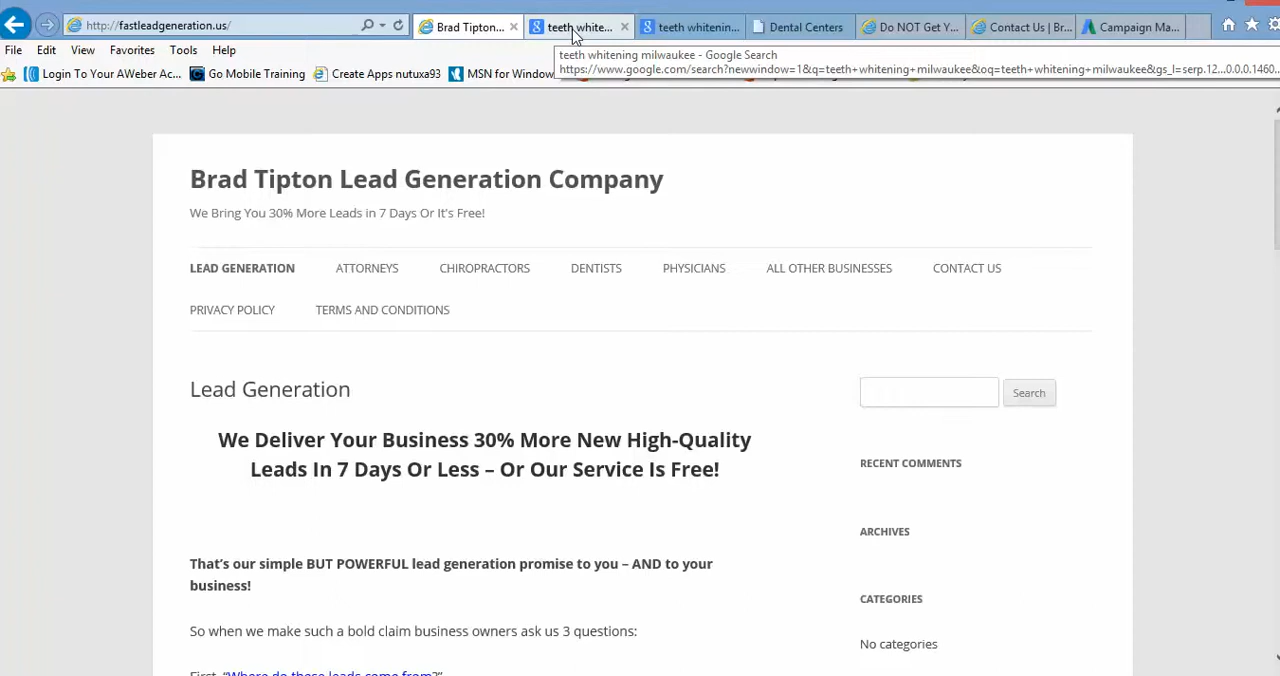 http://fastleadgeneration.us/
Brad Tipton...
teeth white...
teeth whitenin...
Dental Centers
Do NOT Get Y...
Contact Us | Br...
Campaign Ma...
File Edit View Favorites Tools Help
teeth whitening milwaukee - Google Search
https://www.google.com/search?newwindow=1&q=teeth+whitening+milwaukee&oq=teeth+whitening+milwaukee&gs_l=serp.12...0.0.0.1460...
Login To Your AWeber Ac...
Go Mobile Training
Create Apps nutuxa93
MSN for Window
Brad Tipton Lead Generation Company
We Bring You 30% More Leads in 7 Days Or It's Free!
LEAD GENERATION ATTORNEYS CHIROPRACTORS DENTISTS PHYSICIANS ALL OTHER BUSINESSES CONTACT US
PRIVACY POLICY TERMS AND CONDITIONS
Lead Generation
Search
We Deliver Your Business 30% More New High-Quality
Leads In 7 Days Or Less – Or Our Service Is Free!
RECENT COMMENTS
ARCHIVES
That's our simple BUT POWERFUL lead generation promise to you – AND to your
business!
CATEGORIES
So when we make such a bold claim business owners ask us 3 questions:
No categories
First, "Where do these leads come from?"